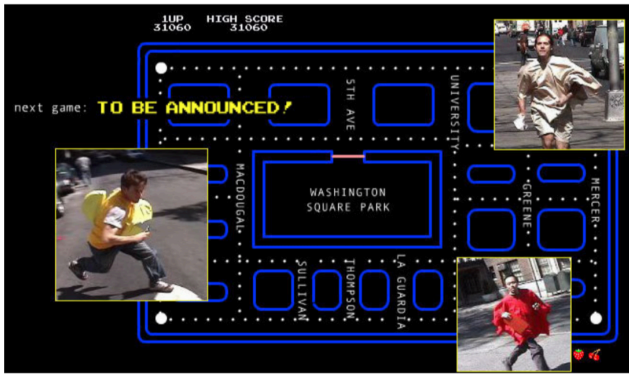 1UP HIGH SCORE
31060 31060
next game: TO BE ANNOUNCED!
5TH AVE
UNIVERSITY
MACDOUGAL
WASHINGTON
SQUARE PARK
GREENE
MERCER
SULLIVAN
THOMPSON
LA GUARDIA